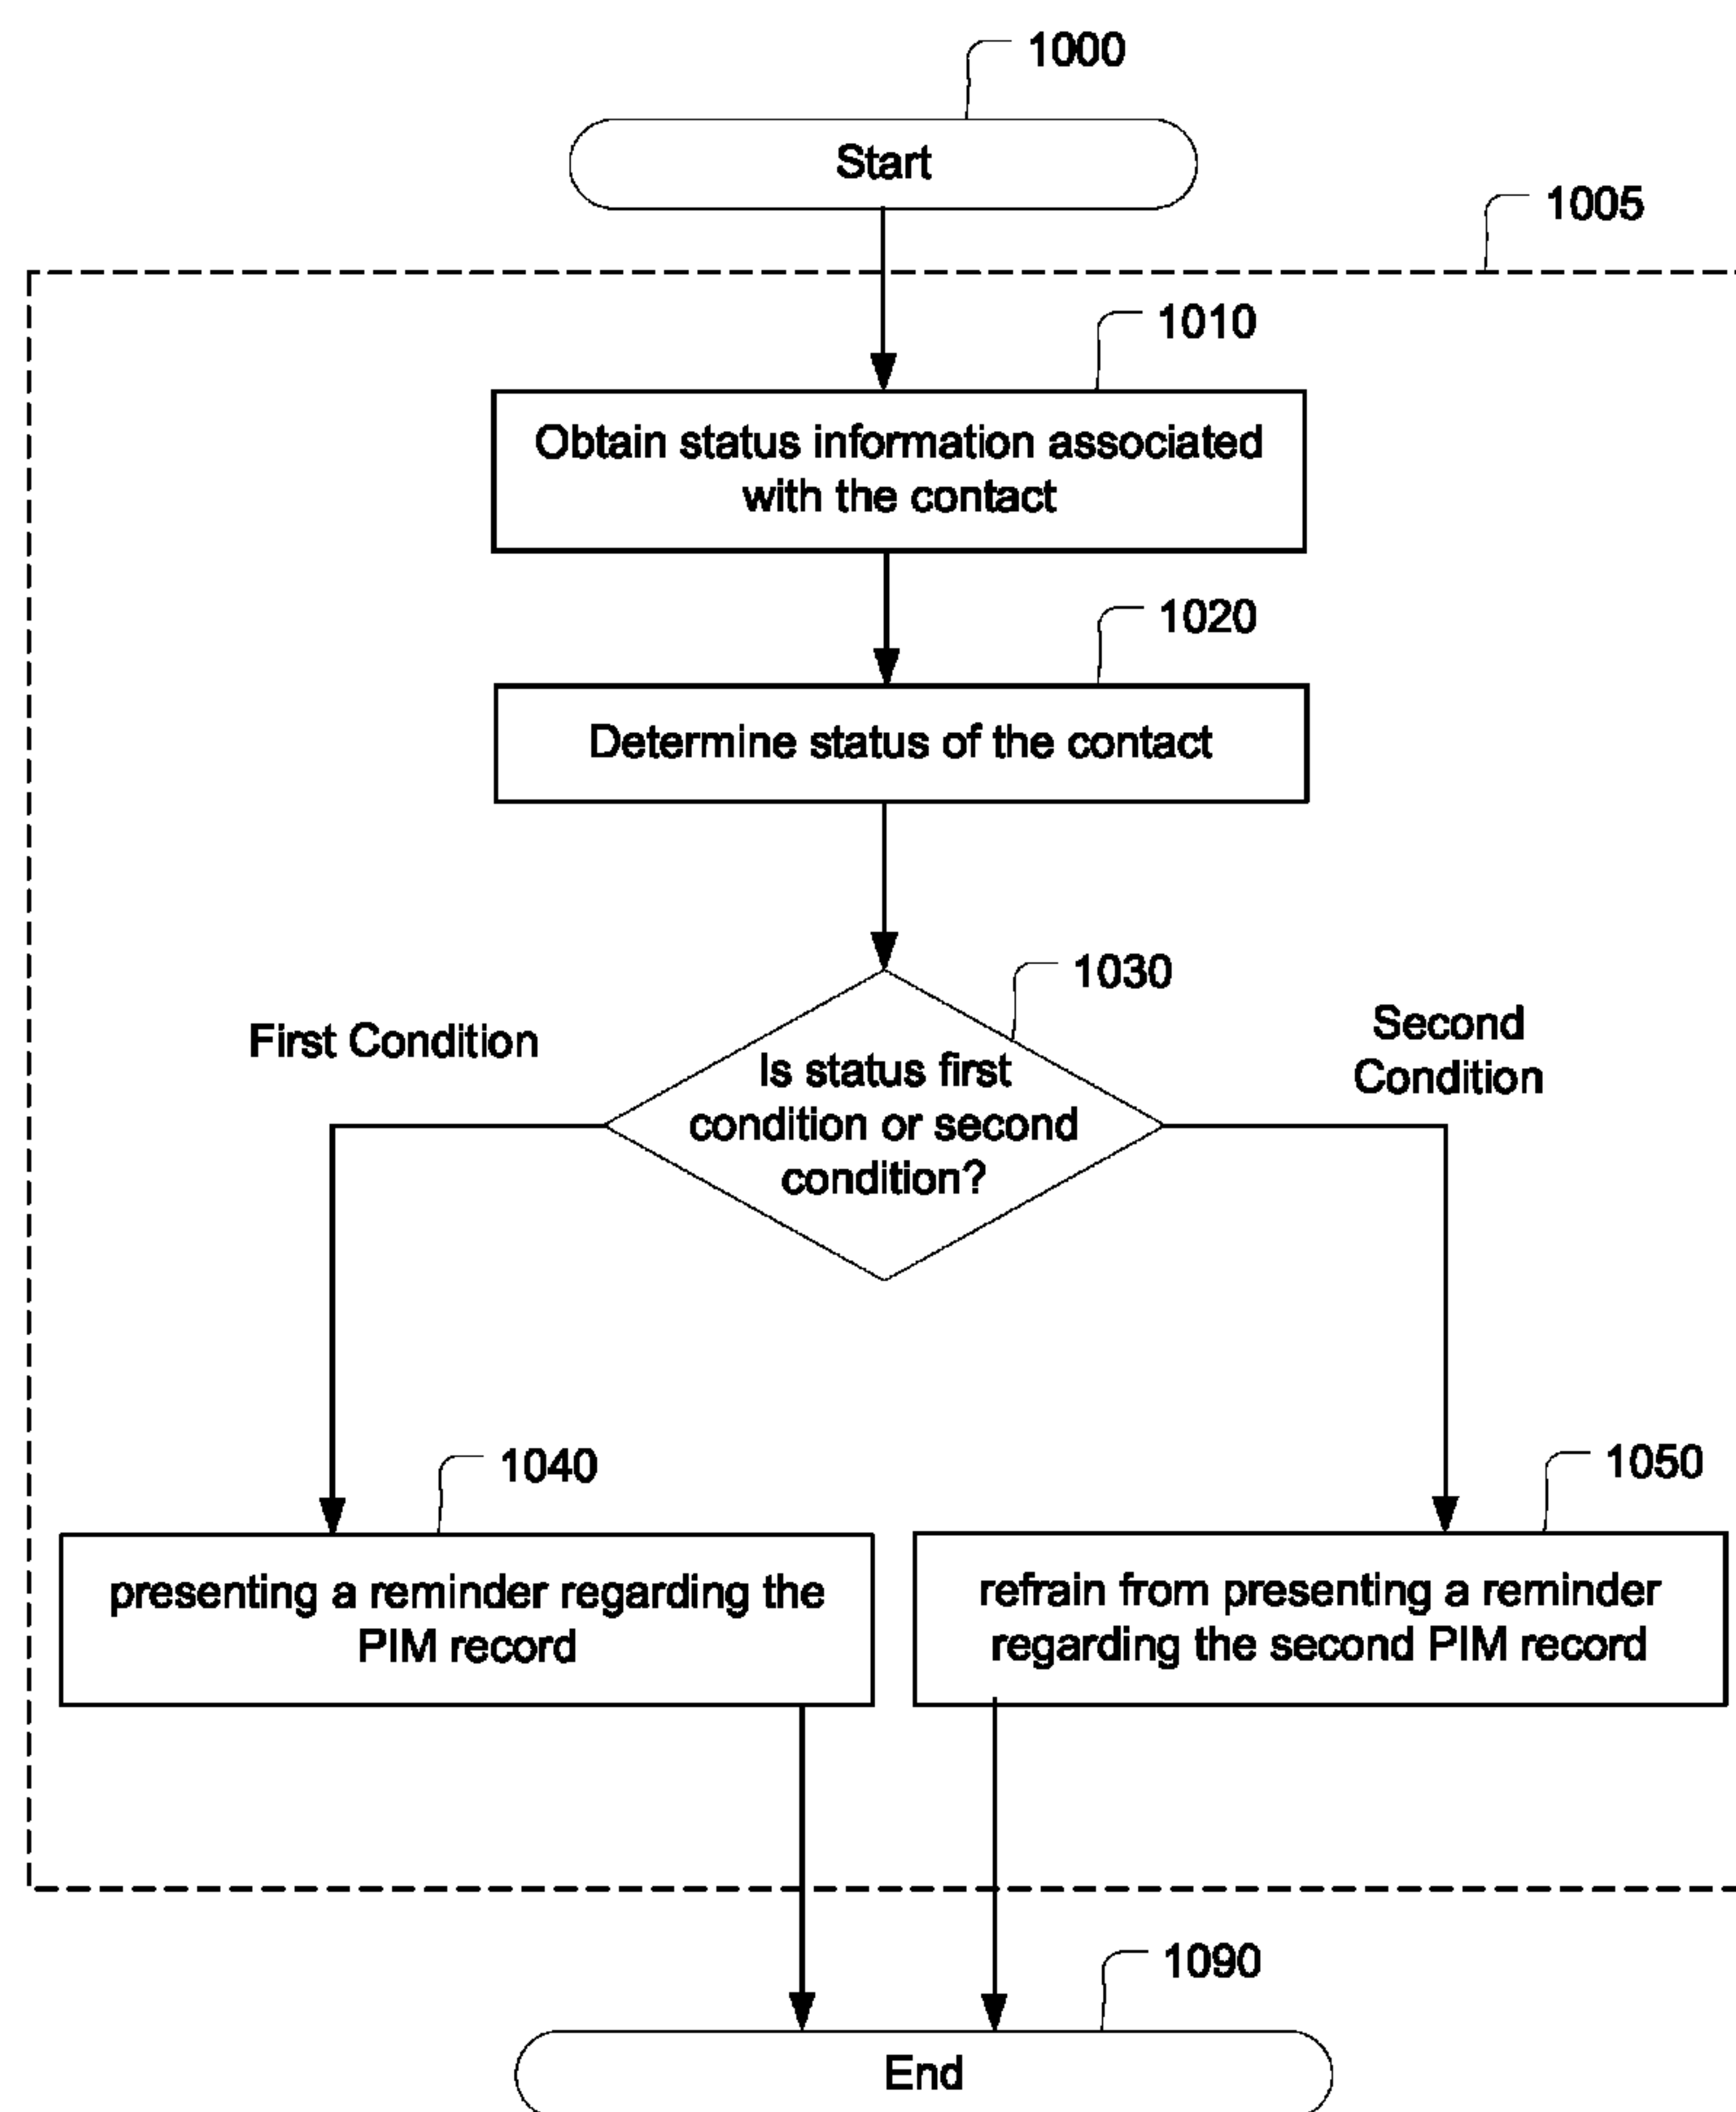 1000
Start
1005
1010
Obtain status information associated
with the contact
1020
Determine status of the contact
1030
First Condition
Second
Condition
Is status first
condition or second
condition?
1040
1050
presenting a reminder regarding the
PIM record
refrain from presenting a reminder
regarding the second PIM record
1090
End